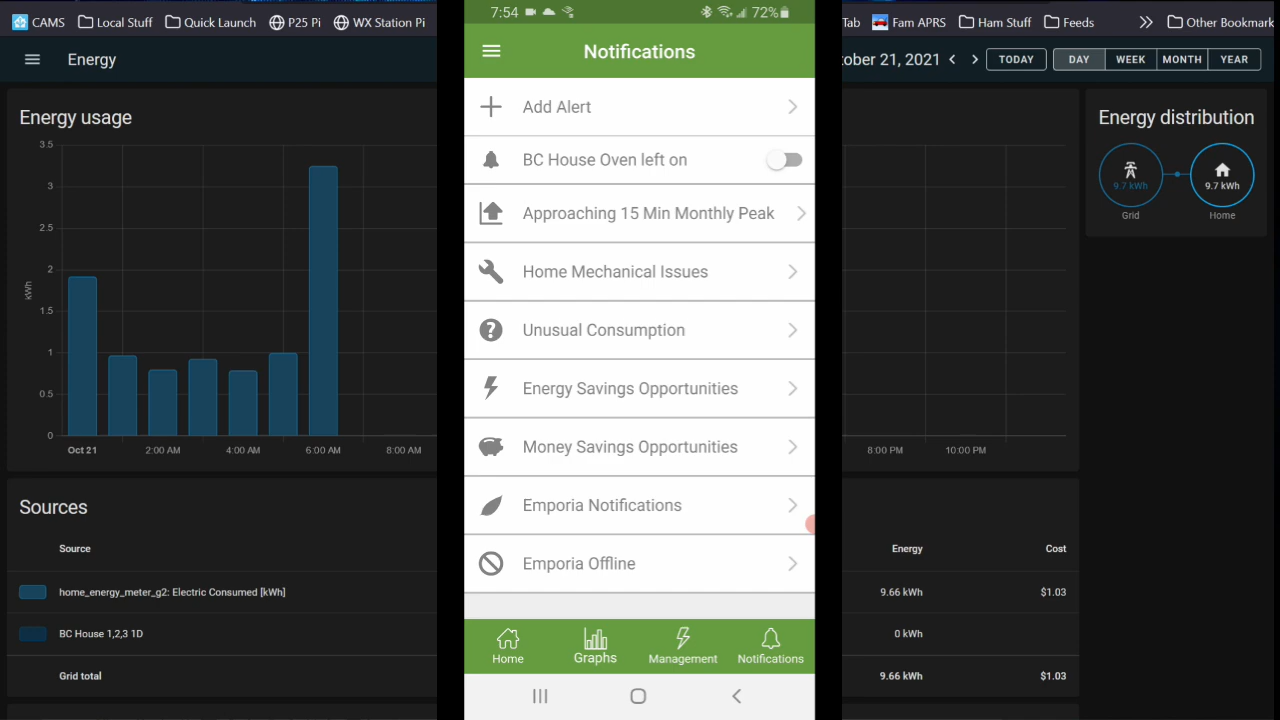 CAMS
Local Stuff
Quick Launch
P25 Pi
WX Station Pi
Tab
Fam APRS
Ham Stuff
Feeds
Other Bookmark
Energy
tober 21, 2021
TODAY
DAY
WEEK
MONTH
YEAR
Energy usage
3.5
3
2.5
2
1.5
1
0.5
0
kWh
Oct 21
2:00 AM
4:00 AM
6:00 AM
8:00 AM
8:00 PM
10:00 PM
Energy distribution
9.7 kWh
9.7 kWh
Grid
Home
Sources
Source
Energy
Cost
home_energy_meter_g2: Electric Consumed [kWh]
9.66 kWh
$1.03
BC House 1,2,3 1D
0 kWh
Grid total
9.66 kWh
$1.03
7:54
72%
Notifications
Add Alert
BC House Oven left on
Approaching 15 Min Monthly Peak
Home Mechanical Issues
Unusual Consumption
Energy Savings Opportunities
Money Savings Opportunities
Emporia Notifications
Emporia Offline
Home
Graphs
Management
Notifications